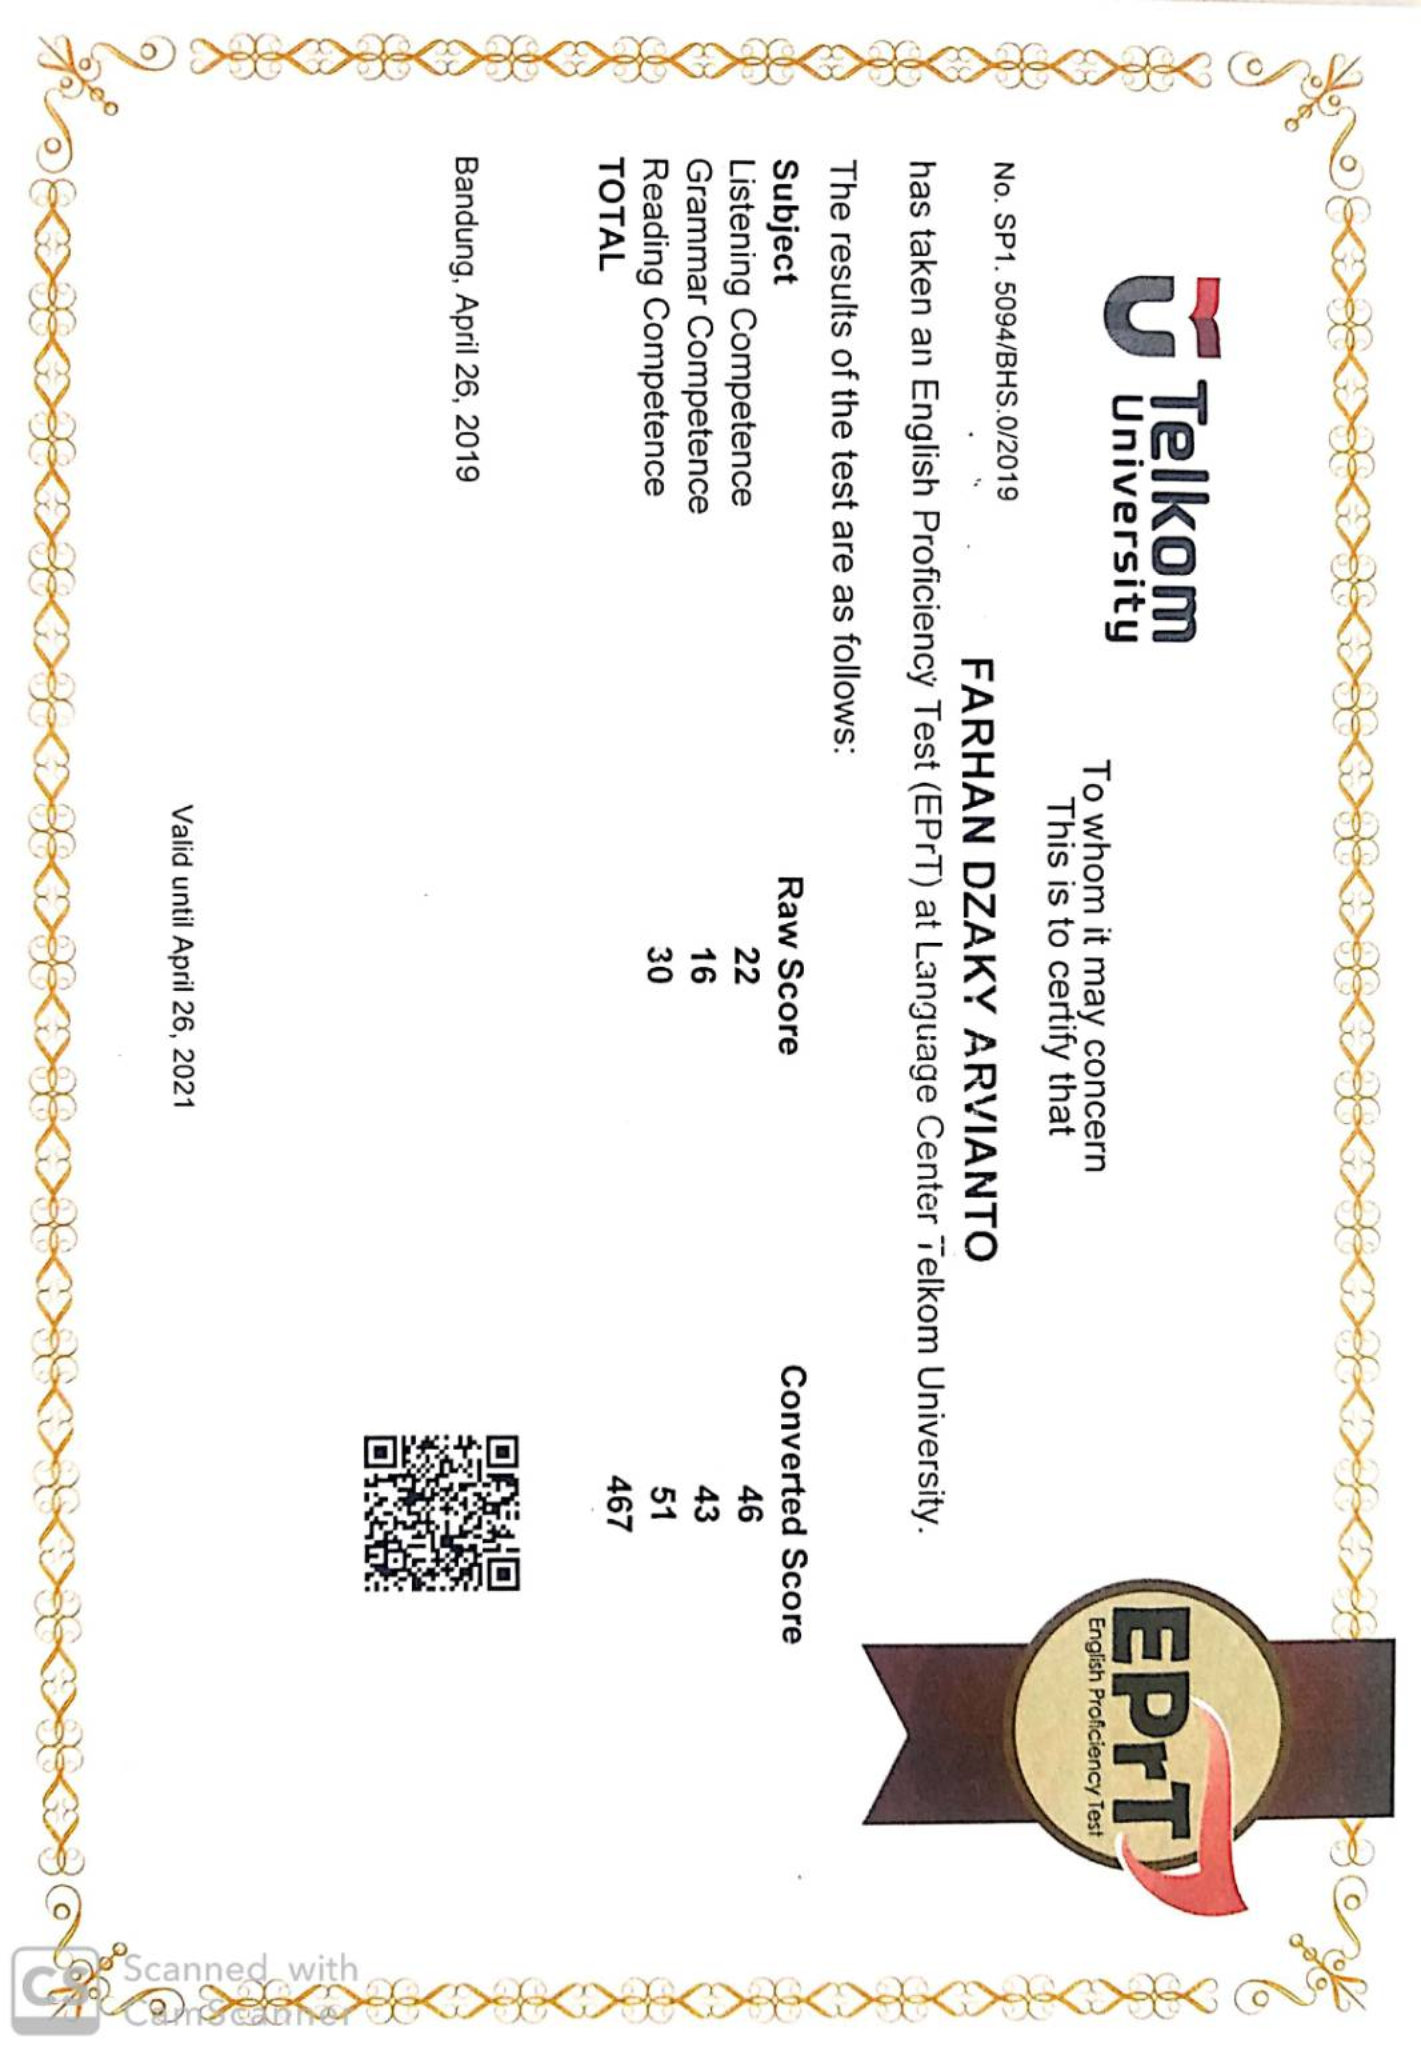 Telkom
University
To whom it may concern
This is to certify that
No. SP1. 5094/BHS.0/2019
FARHAN DZAKY ARVIANTO
has taken an English Proficiency Test (EPrT) at Language Center Telkom University.
The results of the test are as follows:
Subject Raw Score Converted Score
Listening Competence 22 46
Grammar Competence 16 43
Reading Competence 30 51
TOTAL 467
Bandung, April 26, 2019
Valid until April 26, 2021
EPrT
English Proficiency Test
CS
Scanned with
CamScanner